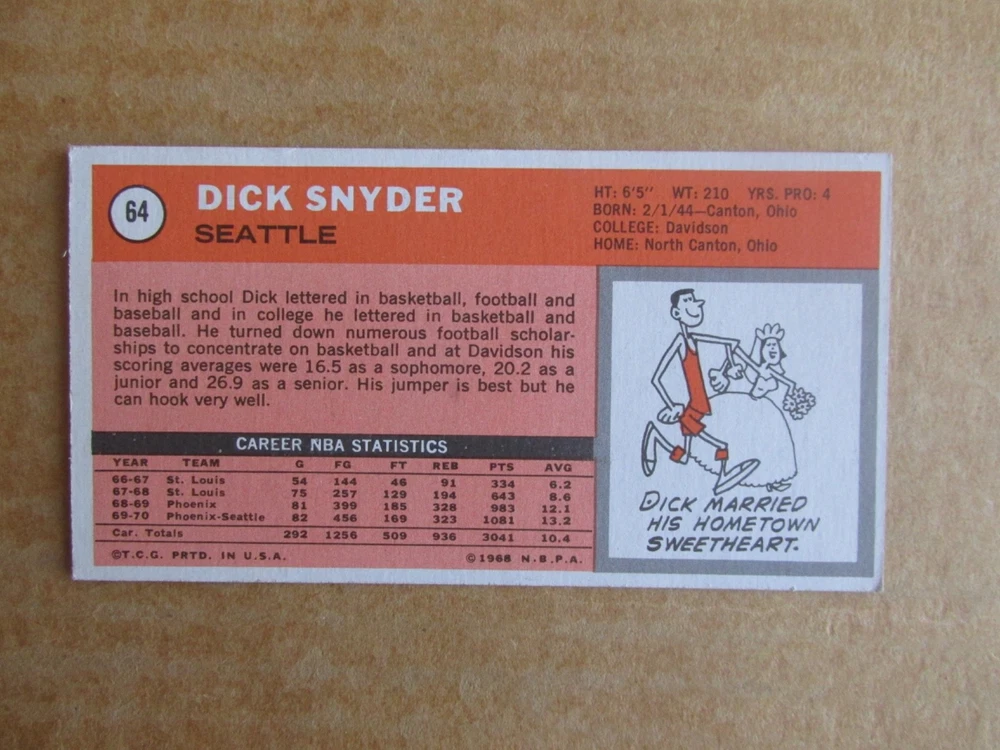 64
DICK SNYDER
SEATTLE
HT: 6'5" WT: 210 YRS. PRO: 4
BORN: 2/1/44—Canton, Ohio
COLLEGE: Davidson
HOME: North Canton, Ohio
In high school Dick lettered in basketball, football and
baseball and in college he lettered in basketball and
baseball. He turned down numerous football scholar-
ships to concentrate on basketball and at Davidson his
scoring averages were 16.5 as a sophomore, 20.2 as a
junior and 26.9 as a senior. His jumper is best but he
can hook very well.
CAREER NBA STATISTICS
YEAR TEAM G FG FT REB PTS AVG
66-67 St. Louis 54 144 46 91 334 6.2
67-68 St. Louis 75 257 129 194 643 8.6
68-69 Phoenix 81 399 185 328 983 12.1
69-70 Phoenix-Seattle 82 456 169 323 1081 13.2
Car. Totals 292 1256 509 936 3041 10.4
©T.C.G. PRTD. IN U.S.A. ©1968 N.B.P.A.
DICK MARRIED
HIS HOMETOWN
SWEETHEART.